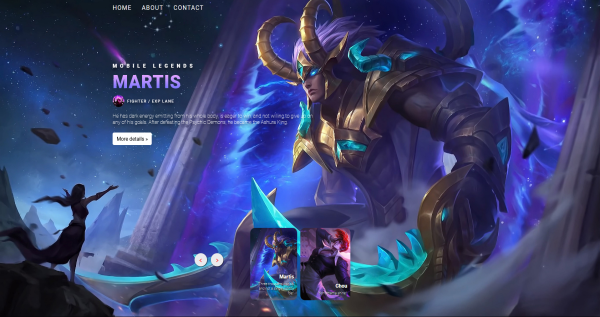 HOME ABOUT CONTACT
MOBILE LEGENDS
MARTIS
FIGHTER / EXP LANE
He has dark energy emitting from his whole body, is eager to win and not willing to give up on
any of his goals. After defeating the Psychic Demons, he became the Ashura King.
More details »
‹ ›
Martis
Chou